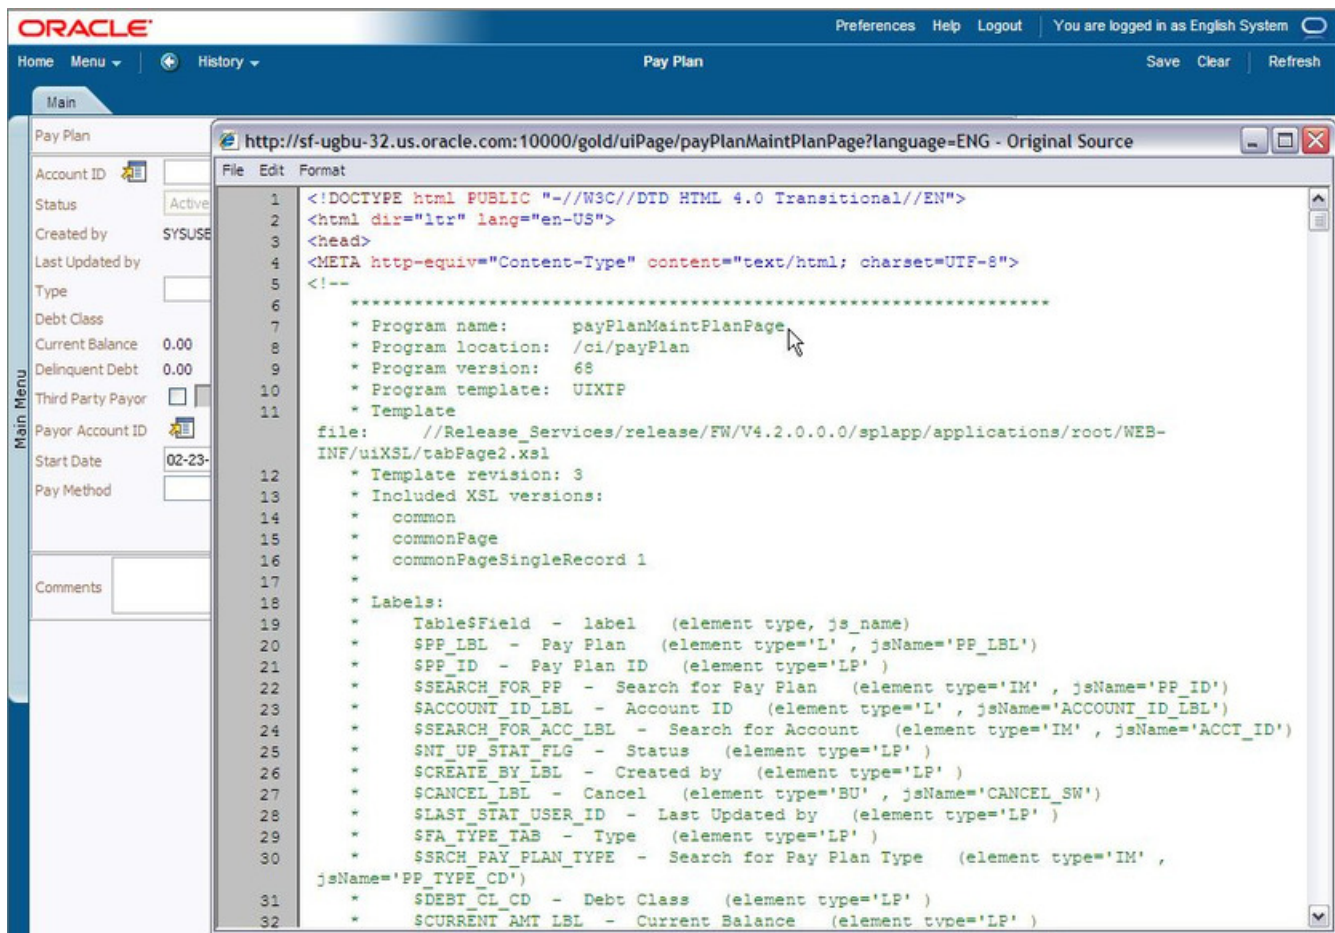 ORACLE
Preferences Help Logout You are logged in as English System
Home Menu History Pay Plan Save Clear Refresh
Main
Main Menu
Pay Plan
Account ID
Status Active
Created by SYSUSE
Last Updated by
Type
Debt Class
Current Balance 0.00
Delinquent Debt 0.00
Third Party Payor
Payor Account ID
Start Date 02-23-
Pay Method
Comments
http://sf-ugbu-32.us.oracle.com:10000/gold/uiPage/payPlanMaintPlanPage?language=ENG - Original Source
File Edit Format
1 <!DOCTYPE html PUBLIC "-//W3C//DTD HTML 4.0 Transitional//EN">
2 <html dir="ltr" lang="en-US">
3 <head>
4 <META http-equiv="Content-Type" content="text/html; charset=UTF-8">
5 <!--
6 ******************************************************************
7 * Program name: payPlanMaintPlanPage
8 * Program location: /ci/payPlan
9 * Program version: 68
10 * Program template: UIXTP
11 * Template
file: //Release_Services/release/FW/V4.2.0.0.0/splapp/applications/root/WEB-
INF/uiXSL/tabPage2.xsl
12 * Template revision: 3
13 * Included XSL versions:
14 * common
15 * commonPage
16 * commonPageSingleRecord 1
17 *
18 * Labels:
19 * Table$Field - label (element type, js_name)
20 * $PP_LBL - Pay Plan (element type='L' , jsName='PP_LBL')
21 * $PP_ID - Pay Plan ID (element type='LP' )
22 * $SEARCH_FOR_PP - Search for Pay Plan (element type='IM' , jsName='PP_ID')
23 * $ACCOUNT_ID_LBL - Account ID (element type='L' , jsName='ACCOUNT_ID_LBL')
24 * $SEARCH_FOR_ACC_LBL - Search for Account (element type='IM' , jsName='ACCT_ID')
25 * $NT_UP_STAT_FLG - Status (element type='LP' )
26 * $CREATE_BY_LBL - Created by (element type='LP' )
27 * $CANCEL_LBL - Cancel (element type='BU' , jsName='CANCEL_SW')
28 * $LAST_STAT_USER_ID - Last Updated by (element type='LP' )
29 * $FA_TYPE_TAB - Type (element type='LP' )
30 * $SRCH_PAY_PLAN_TYPE - Search for Pay Plan Type (element type='IM' ,
jsName='PP_TYPE_CD')
31 * $DEBT_CL_CD - Debt Class (element type='LP' )
32 * $CURRENT_AMT_LBL - Current Balance (element type='LP' )